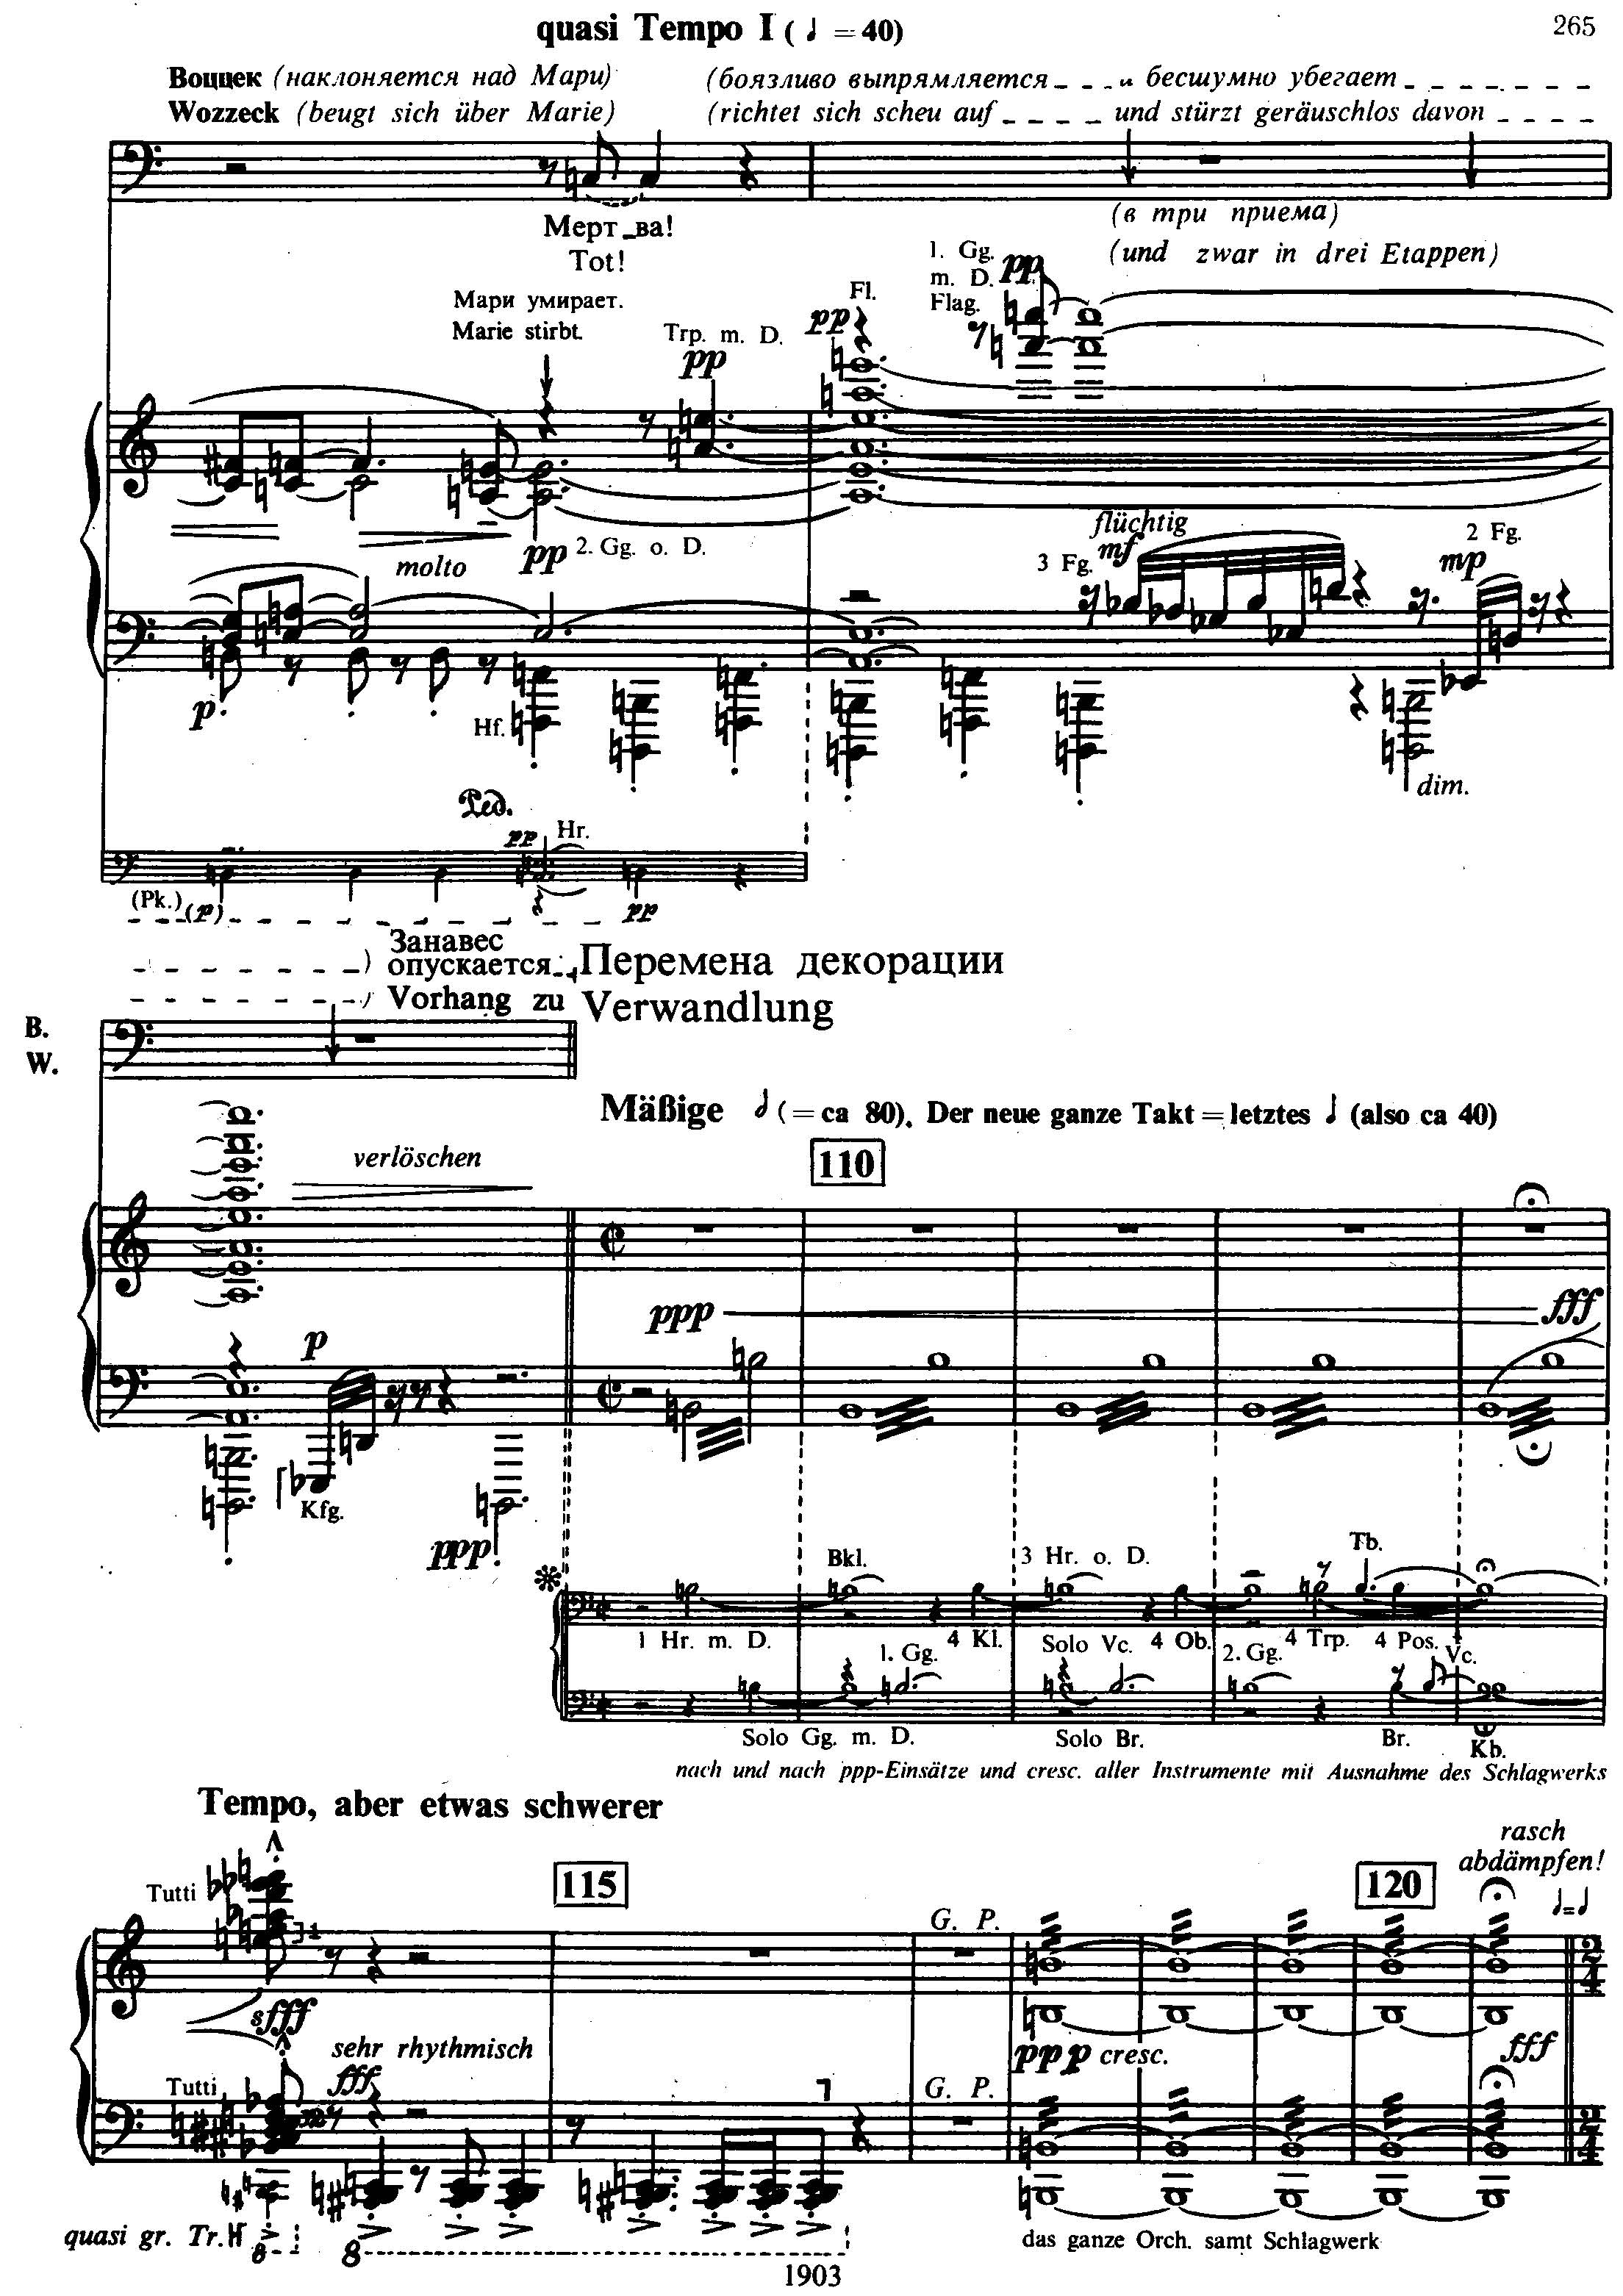 265
quasi Tempo I ( ♩ = 40)
Воццек (наклоняется над Мари) (боязливо выпрямляется и бесшумно убегает
Wozzeck (beugt sich über Marie) (richtet sich scheu auf und stürzt geräuschlos davon
(в три приема)
Мерт-ва!
Tot!
(und zwar in drei Etappen)
1. Gg.
m. D.
Flag.
pp
Мари умирает.
Marie stirbt.
Trp. m. D.
pp
Fl.
pp
molto
pp
2. Gg. o. D.
flüchtig
3 Fg.
mf
2 Fg.
mp
p
Hf.
dim.
Ped.
pp
Hr.
(Pk.)
(p)
pp
) Занавес
опускается
Перемена декорации
) Vorhang zu
Verwandlung
В.
W.
Mäßige 𝅗𝅥 (= ca 80). Der neue ganze Takt = letztes ♩ (also ca 40)
110
verlöschen
ppp
fff
p
Kfg.
ppp
Bkl.
3 Hr. o. D.
Tb.
1 Hr. m. D.
4 Kl.
Solo Vc.
4 Ob.
4 Trp.
4 Pos.
1. Gg.
2. Gg.
Vc.
Solo Gg. m. D.
Solo Br.
Br.
Kb.
nach und nach ppp-Einsätze und cresc. aller Instrumente mit Ausnahme des Schlagwerks
Tempo, aber etwas schwerer
rasch
abdämpfen!
Tutti
115
120
G. P.
2/4
sfff
sehr rhythmisch
fff
ppp cresc.
fff
Tutti
G. P.
2/4
quasi gr. Tr.
8
8
das ganze Orch. samt Schlagwerk
1903